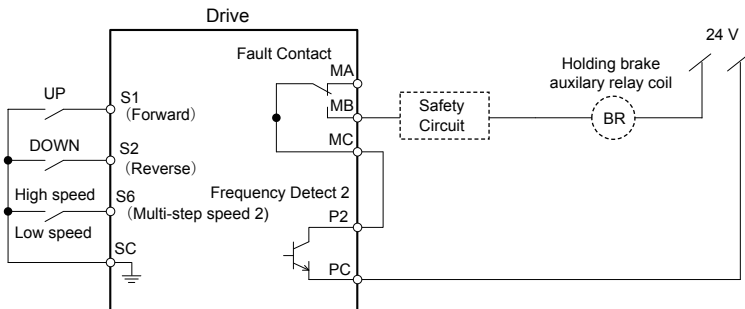 Drive
24 V
Fault Contact
MA
Holding brake
auxilary relay coil
UP
S1
(Forward)
MB
Safety
Circuit
BR
DOWN
S2
(Reverse)
MC
High speed
Low speed
S6
(Multi-step speed 2)
Frequency Detect 2
P2
SC
PC